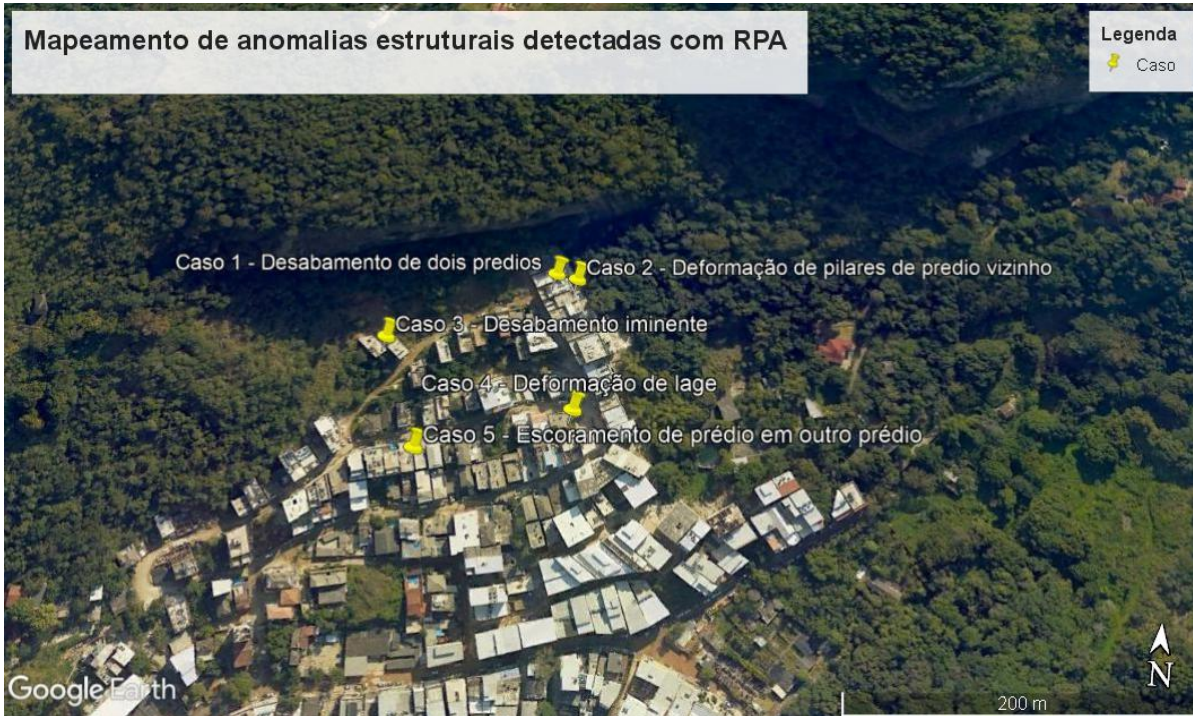 Mapeamento de anomalias estruturais detectadas com RPA
Legenda
Caso
Caso 1 - Desabamento de dois predios
Caso 2 - Deformação de pilares de predio vizinho
Caso 3 - Desabamento iminente
Caso 4 - Deformação de lage
Caso 5 - Escoramento de prédio em outro prédio
N
Google Earth
200 m